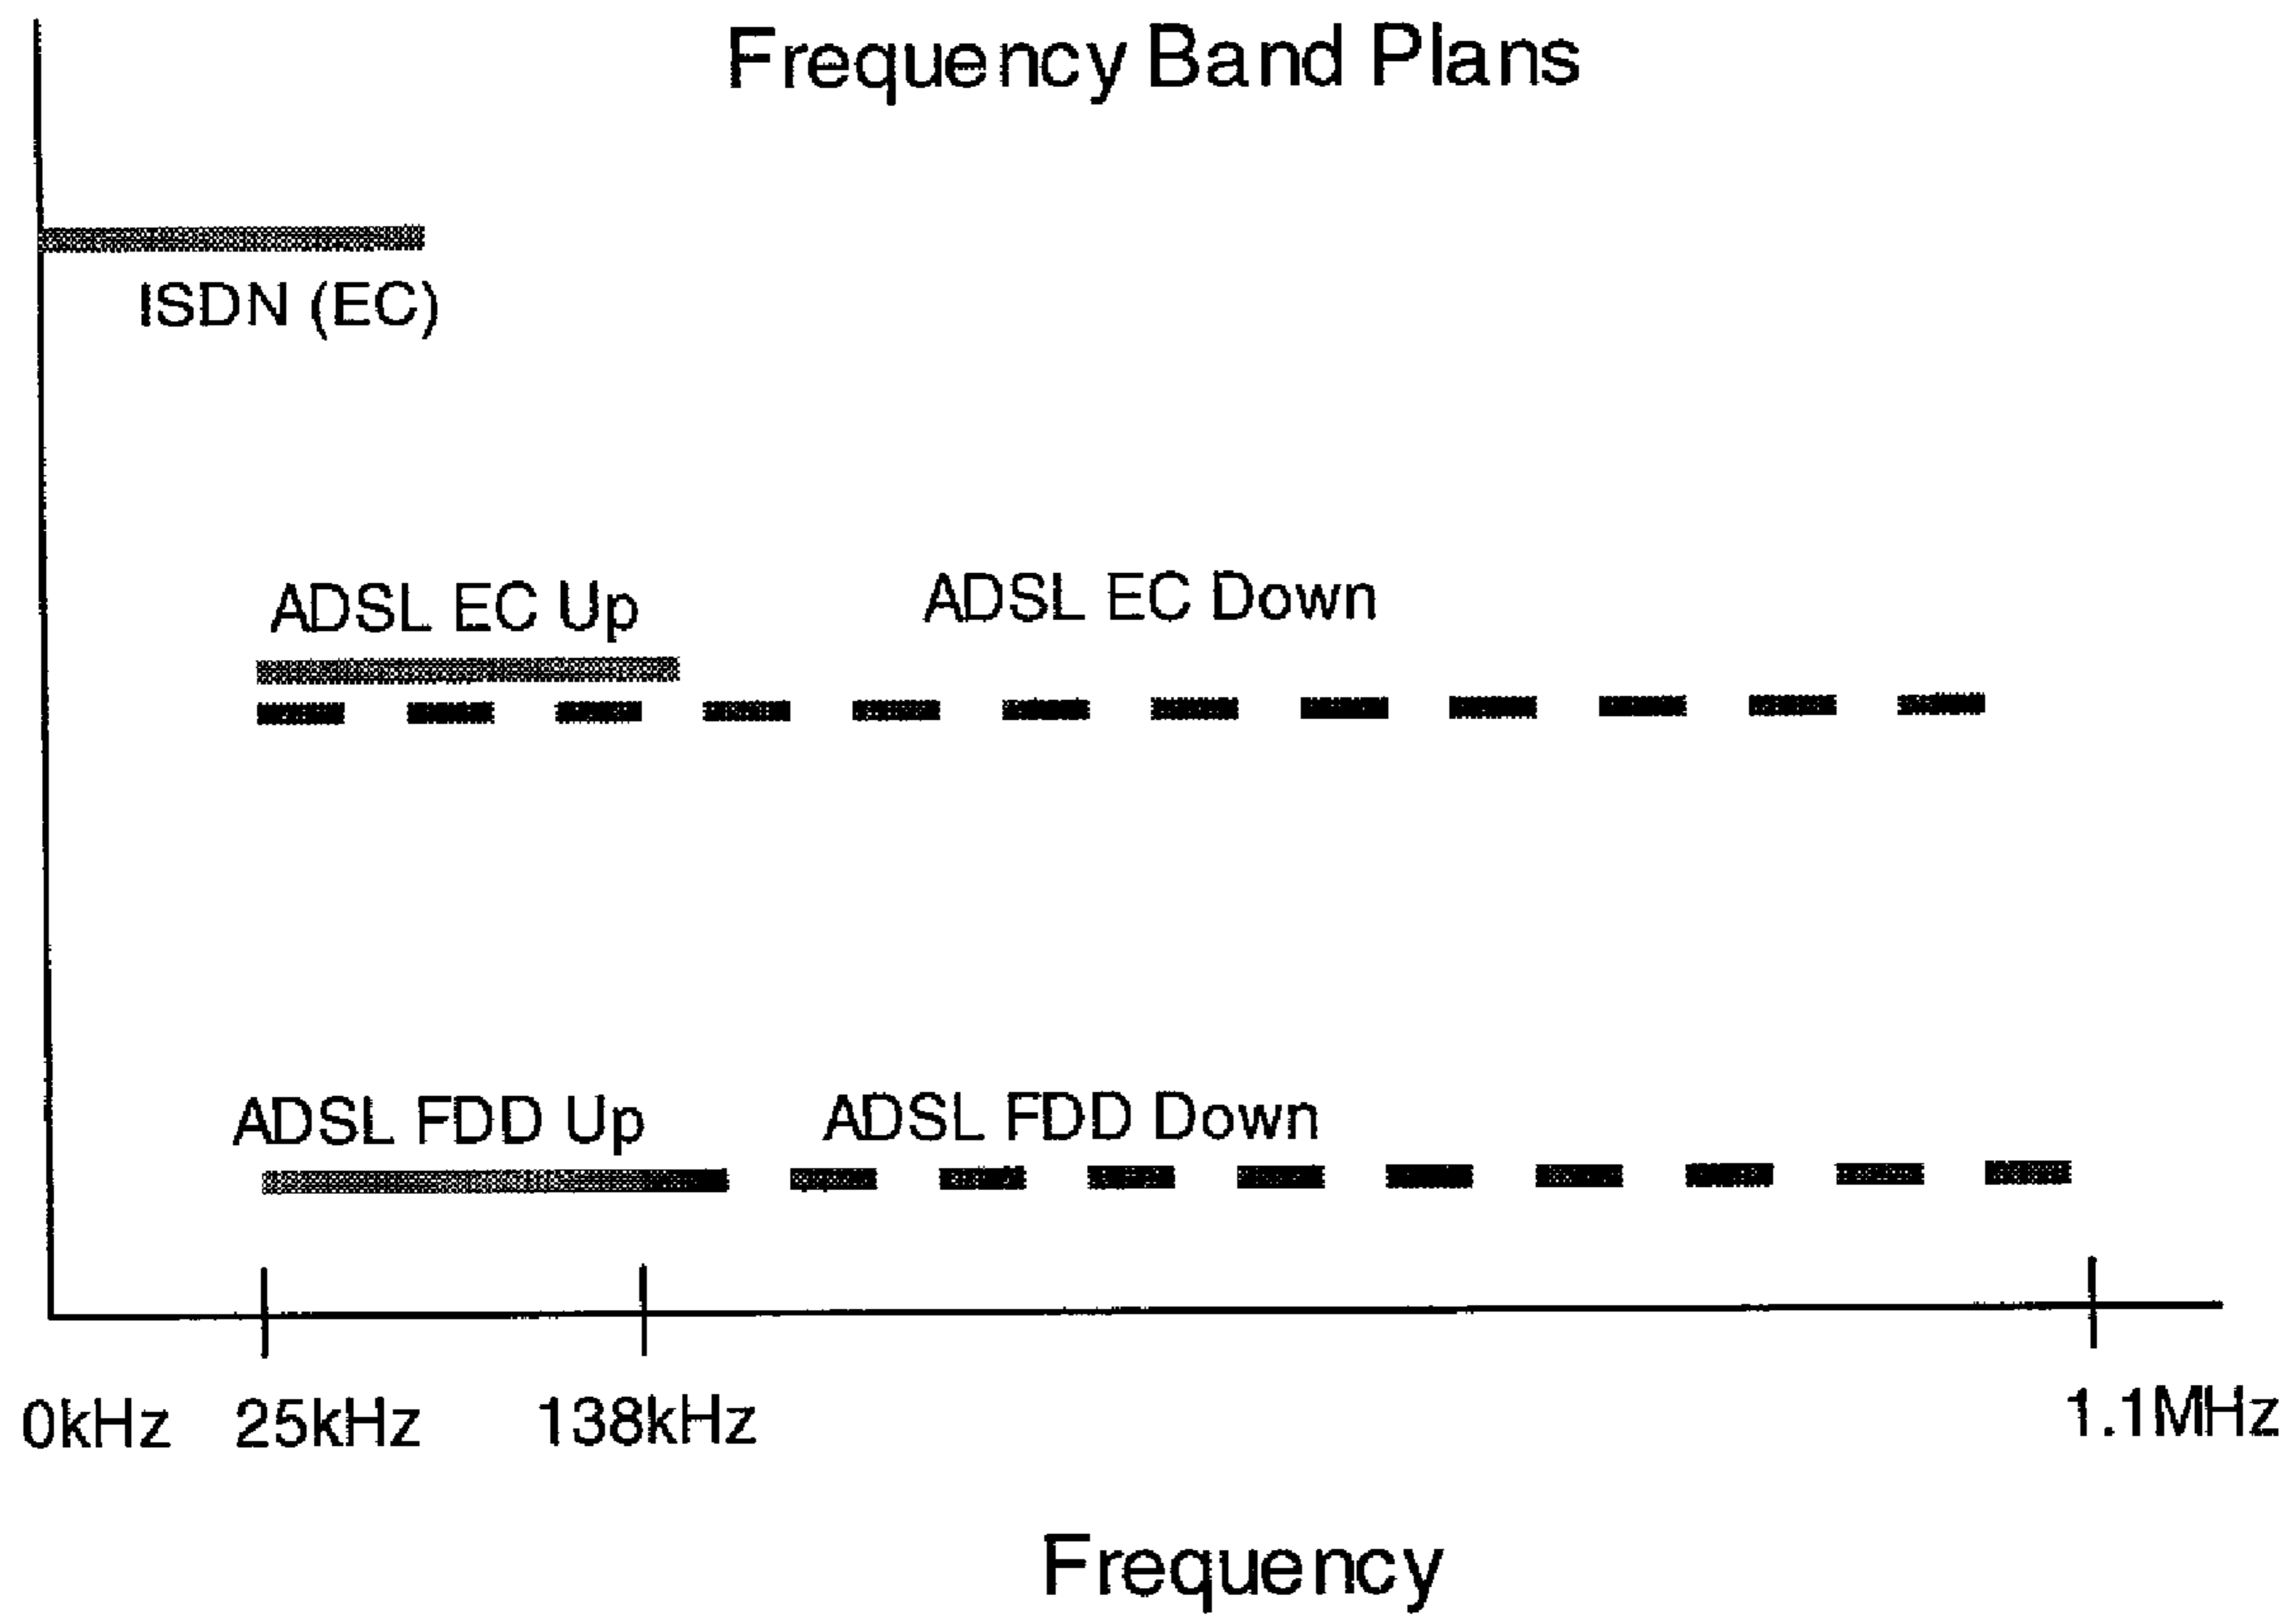 Frequency Band Plans
ISDN (EC)
ADSL EC Up
ADSL EC Down
ADSL FDD Up
ADSL FDD Down
0kHz
25kHz
138kHz
1.1MHz
Frequency